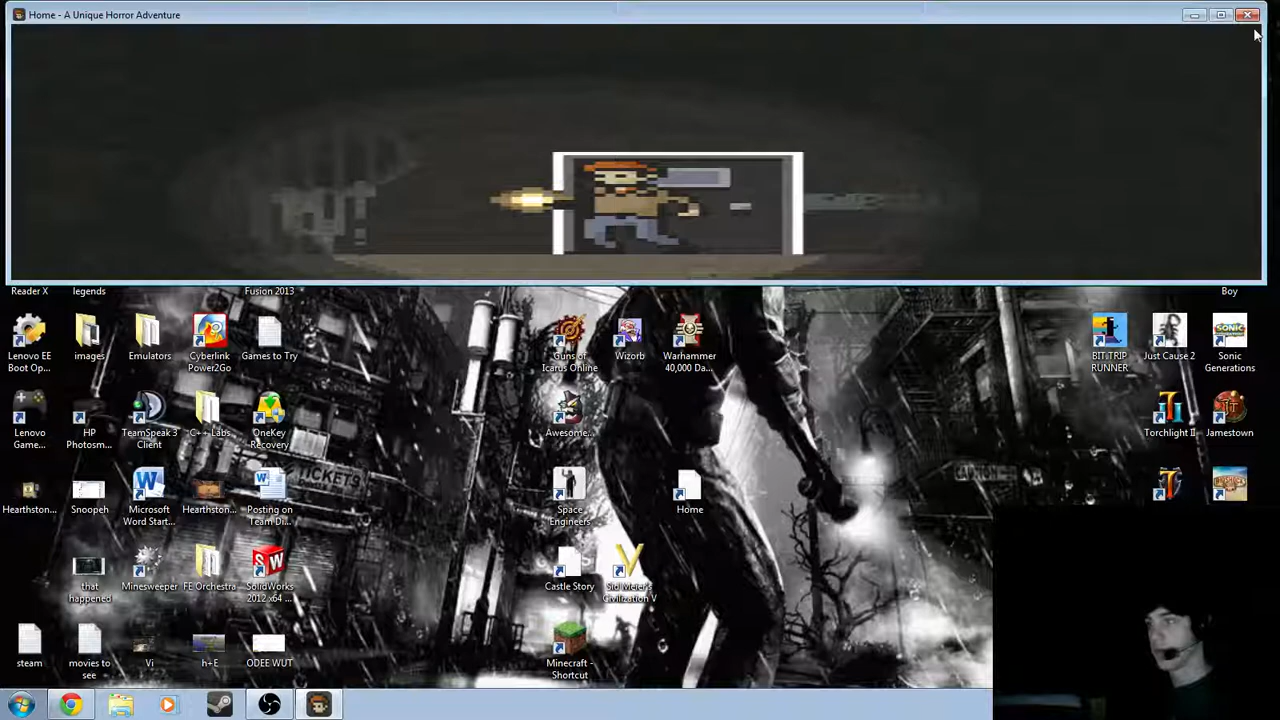 Home - A Unique Horror Adventure
Reader X
legends
Fusion 2013
Boy
Lenovo EE
Boot Op...
images
Emulators
Cyberlink
Power2Go
Games to Try
Guns of
Icarus Online
Wizorb
Warhammer
40,000 Da...
BIT.TRIP
RUNNER
Just Cause 2
Sonic
Generations
Lenovo
Game...
HP
Photosm...
TeamSpeak 3
Client
C++ Labs
OneKey
Recovery
Awesome...
Torchlight II
Jamestown
TICKETS
CAUTION
Hearthston...
Snoopeh
Microsoft
Word Start...
Hearthston...
Posting on
Team Di...
Space
Engineers
Home
that
happened
Minesweeper
FE Orchestra
SolidWorks
2012 x64 ...
Castle Story
Sid Meier's
Civilization V
steam
movies to
see
Vi
h+E
ODEE WUT
Minecraft -
Shortcut